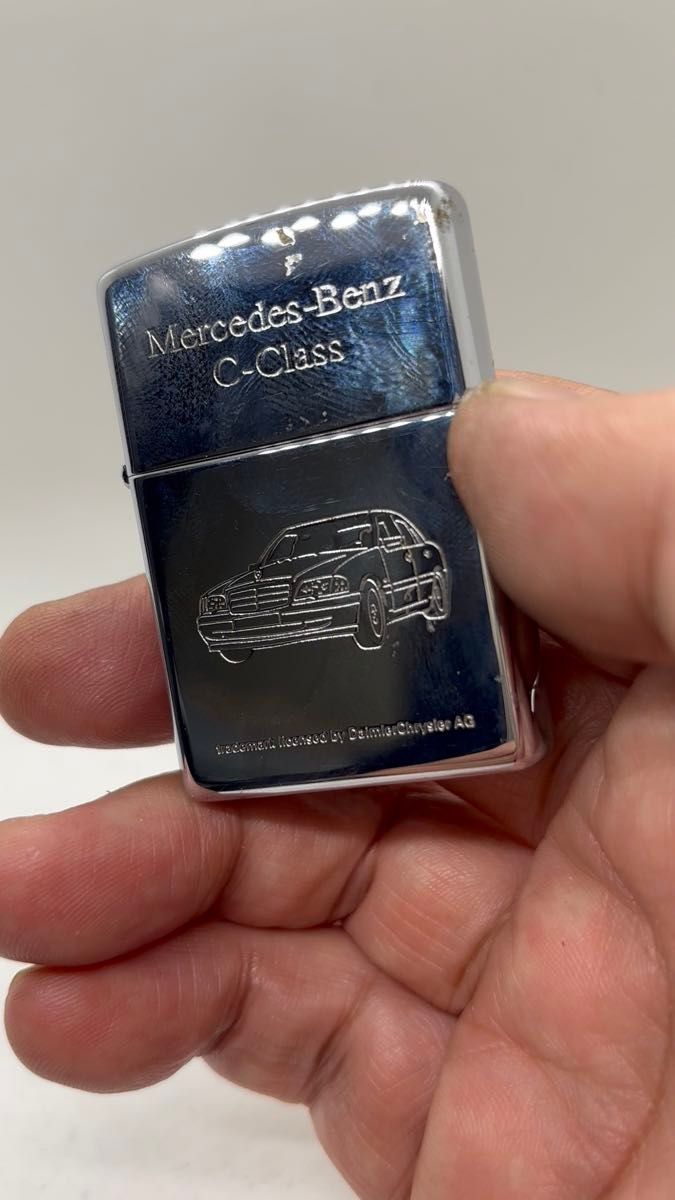 Mercedes-Benz
C-Class
trademark licensed by DaimlerChrysler AG